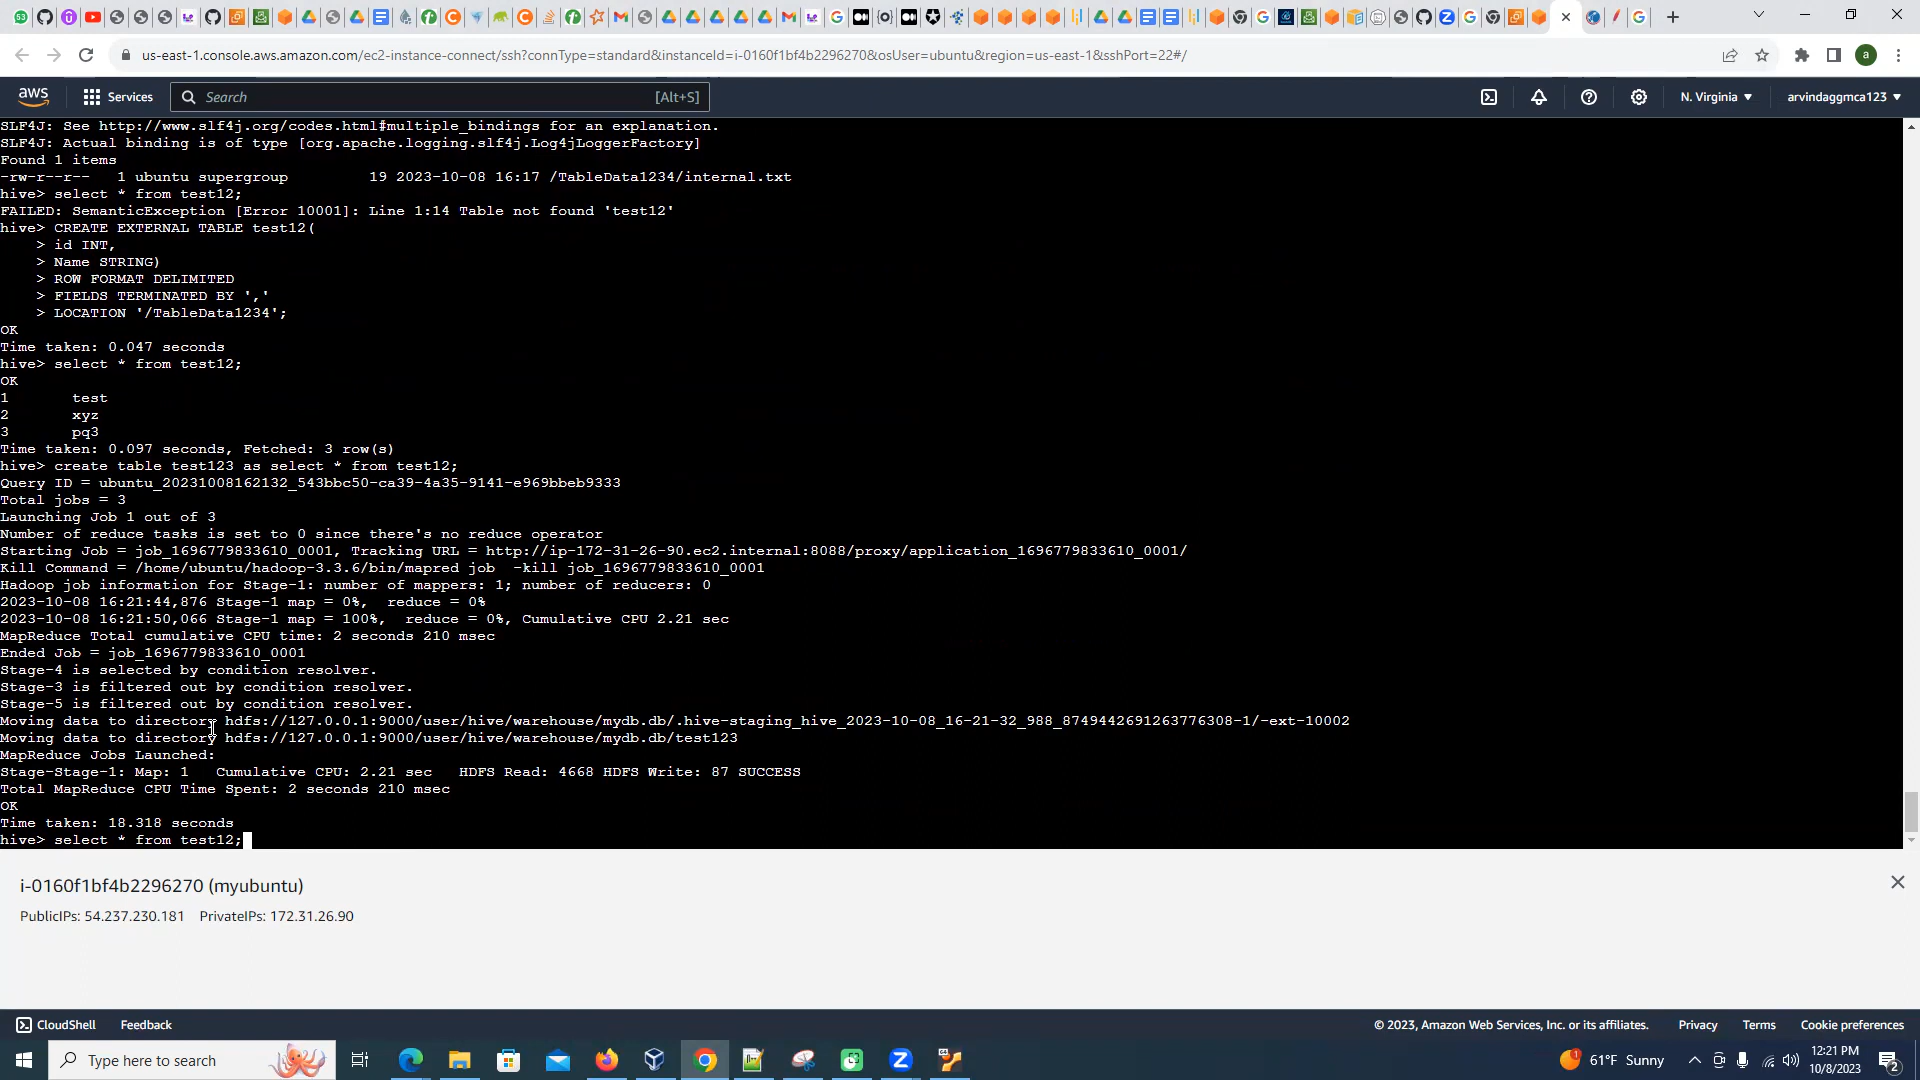 us-east-1.console.aws.amazon.com/ec2-instance-connect/ssh?connType=standard&instanceId=i-0160f1bf4b2296270&osUser=ubuntu&region=us-east-1&sshPort=22#/
aws Services Search [Alt+S] N. Virginia arvindaggmca123
SLF4J: See http://www.slf4j.org/codes.html#multiple_bindings for an explanation.
SLF4J: Actual binding is of type [org.apache.logging.slf4j.Log4jLoggerFactory]
Found 1 items
-rw-r--r--   1 ubuntu supergroup         19 2023-10-08 16:17 /TableData1234/internal.txt
hive> select * from test12;
FAILED: SemanticException [Error 10001]: Line 1:14 Table not found 'test12'
hive> CREATE EXTERNAL TABLE test12(
    > id INT,
    > Name STRING)
    > ROW FORMAT DELIMITED
    > FIELDS TERMINATED BY ','
    > LOCATION '/TableData1234';
OK
Time taken: 0.047 seconds
hive> select * from test12;
OK
1       test
2       xyz
3       pq3
Time taken: 0.097 seconds, Fetched: 3 row(s)
hive> create table test123 as select * from test12;
Query ID = ubuntu_20231008162132_543bbc50-ca39-4a35-9141-e969bbeb9333
Total jobs = 3
Launching Job 1 out of 3
Number of reduce tasks is set to 0 since there's no reduce operator
Starting Job = job_1696779833610_0001, Tracking URL = http://ip-172-31-26-90.ec2.internal:8088/proxy/application_1696779833610_0001/
Kill Command = /home/ubuntu/hadoop-3.3.6/bin/mapred job  -kill job_1696779833610_0001
Hadoop job information for Stage-1: number of mappers: 1; number of reducers: 0
2023-10-08 16:21:44,876 Stage-1 map = 0%,  reduce = 0%
2023-10-08 16:21:50,066 Stage-1 map = 100%,  reduce = 0%, Cumulative CPU 2.21 sec
MapReduce Total cumulative CPU time: 2 seconds 210 msec
Ended Job = job_1696779833610_0001
Stage-4 is selected by condition resolver.
Stage-3 is filtered out by condition resolver.
Stage-5 is filtered out by condition resolver.
Moving data to directory hdfs://127.0.0.1:9000/user/hive/warehouse/mydb.db/.hive-staging_hive_2023-10-08_16-21-32_988_8749442691263776308-1/-ext-10002
Moving data to directory hdfs://127.0.0.1:9000/user/hive/warehouse/mydb.db/test123
MapReduce Jobs Launched:
Stage-Stage-1: Map: 1   Cumulative CPU: 2.21 sec   HDFS Read: 4668 HDFS Write: 87 SUCCESS
Total MapReduce CPU Time Spent: 2 seconds 210 msec
OK
Time taken: 18.318 seconds
hive> select * from test12;
i-0160f1bf4b2296270 (myubuntu)
PublicIPs: 54.237.230.181 PrivateIPs: 172.31.26.90
CloudShell Feedback © 2023, Amazon Web Services, Inc. or its affiliates. Privacy Terms Cookie preferences
Type here to search 61°F Sunny 12:21 PM
10/8/2023